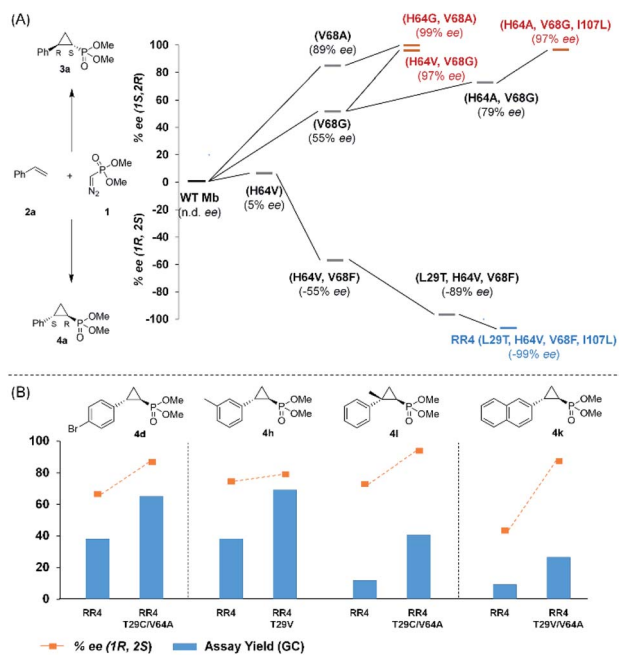 (A)
Ph
R
S
P
O
OMe
OMe
3a
Ph
+
O
P
OMe
OMe
N2
2a
1
Ph
S
R
P
O
OMe
OMe
4a
% ee (1S,2R)
% ee (1R, 2S)
100
80
60
40
20
0
-20
-40
-60
-80
-100
WT Mb
(n.d. ee)
(V68A)
(89% ee)
(V68G)
(55% ee)
(H64V)
(5% ee)
(H64G, V68A)
(99% ee)
(H64V, V68G)
(97% ee)
(H64A, V68G)
(79% ee)
(H64A, V68G, I107L)
(97% ee)
(H64V, V68F)
(-55% ee)
(L29T, H64V, V68F)
(-89% ee)
RR4 (L29T, H64V, V68F, I107L)
(-99% ee)
(B)
Br
O
P
OMe
OMe
4d
O
P
OMe
OMe
4h
O
P
OMe
OMe
4l
O
P
OMe
OMe
4k
100
80
60
40
20
0
RR4
RR4
T29C/V64A
RR4
RR4
T29V
RR4
RR4
T29C/V64A
RR4
RR4
T29V/V64A
% ee (1R, 2S)
Assay Yield (GC)